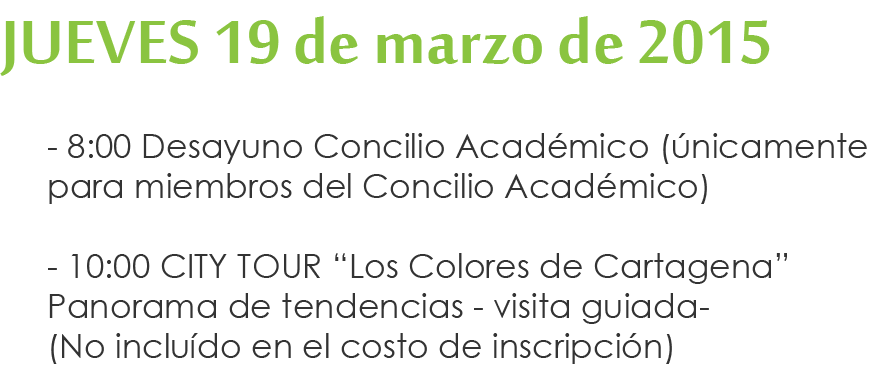 JUEVES 19 de marzo de 2015
- 8:00 Desayuno Concilio Académico (únicamente
para miembros del Concilio Académico)
- 10:00 CITY TOUR “Los Colores de Cartagena”
Panorama de tendencias - visita guiada-
(No incluído en el costo de inscripción)